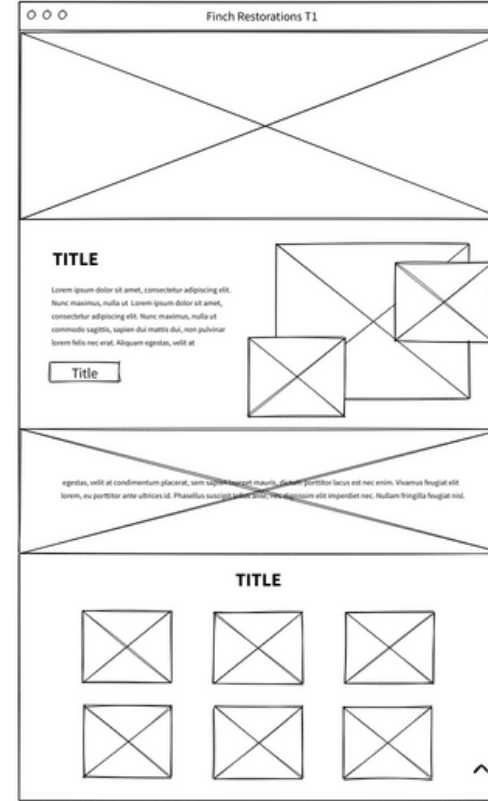 Finch Restorations T1
TITLE
Lorem ipsum dolor sit amet, consectetur adipiscing elit.
Nunc maximus, nulla ut Lorem ipsum dolor sit amet,
consectetur adipiscing elit. Nunc maximus, nulla ut
commodo sagittis, sapien dui mattis dui, non pulvinar
lorem felis nec erat. Aliquam egestas, velit at
Title
egestas, velit at condimentum placerat, sem sapien laoreet mauris, dictum porttitor lacus est nec enim. Vivamus feugiat elit
lorem, eu porttitor ante ultrices id. Phasellus suscipit tellus ante, nec dignissim elit imperdiet nec. Nullam fringilla feugiat nisl.
TITLE